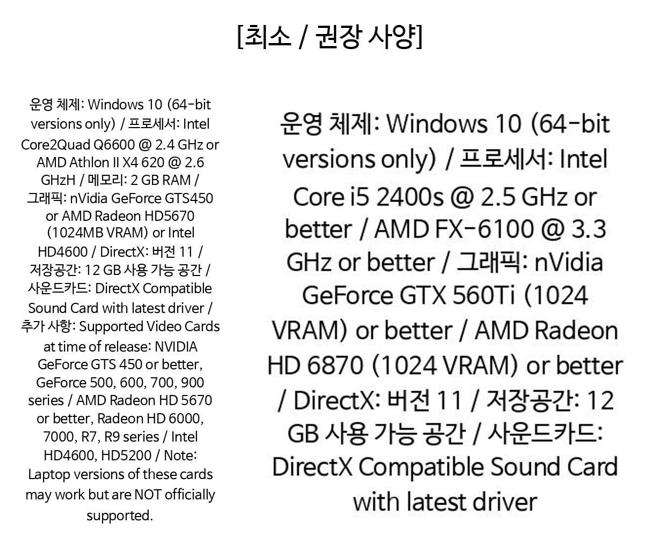 [최소 / 권장 사양]
운영 체제: Windows 10 (64-bit
versions only) / 프로세서: Intel
Core2Quad Q6600 @ 2.4 GHz or
AMD Athlon II X4 620 @ 2.6
GHzH / 메모리: 2 GB RAM /
그래픽: nVidia GeForce GTS450
or AMD Radeon HD5670
(1024MB VRAM) or Intel
HD4600 / DirectX: 버전 11 /
저장공간: 12 GB 사용 가능 공간 /
사운드카드: DirectX Compatible
Sound Card with latest driver /
추가 사항: Supported Video Cards
at time of release: NVIDIA
GeForce GTS 450 or better,
GeForce 500, 600, 700, 900
series / AMD Radeon HD 5670
or better, Radeon HD 6000,
7000, R7, R9 series / Intel
HD4600, HD5200 / Note:
Laptop versions of these cards
may work but are NOT officially
supported.
운영 체제: Windows 10 (64-bit
versions only) / 프로세서: Intel
Core i5 2400s @ 2.5 GHz or
better / AMD FX-6100 @ 3.3
GHz or better / 그래픽: nVidia
GeForce GTX 560Ti (1024
VRAM) or better / AMD Radeon
HD 6870 (1024 VRAM) or better
/ DirectX: 버전 11 / 저장공간: 12
GB 사용 가능 공간 / 사운드카드:
DirectX Compatible Sound Card
with latest driver